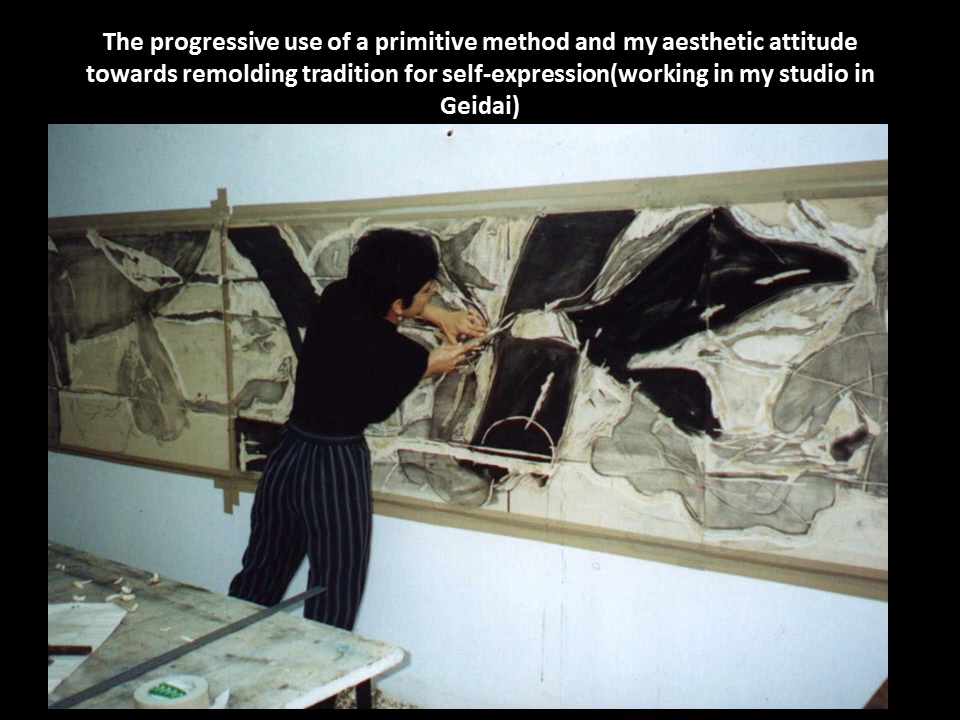 The progressive use of a primitive method and my aesthetic attitude
towards remolding tradition for self-expression(working in my studio in
Geidai)